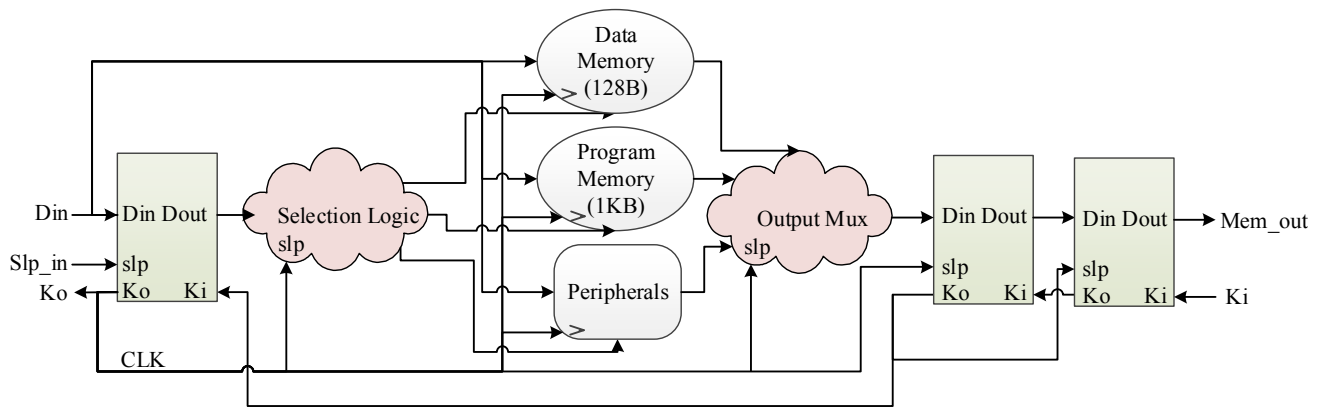 Data
Memory
(128B)
Program
Memory
(1KB)
Peripherals
Din
Slp_in
Ko
Din Dout
slp
Ko Ki
CLK
Selection Logic
slp
Output Mux
slp
Din Dout
slp
Ko Ki
Din Dout
slp
Ko Ki
Mem_out
Ki